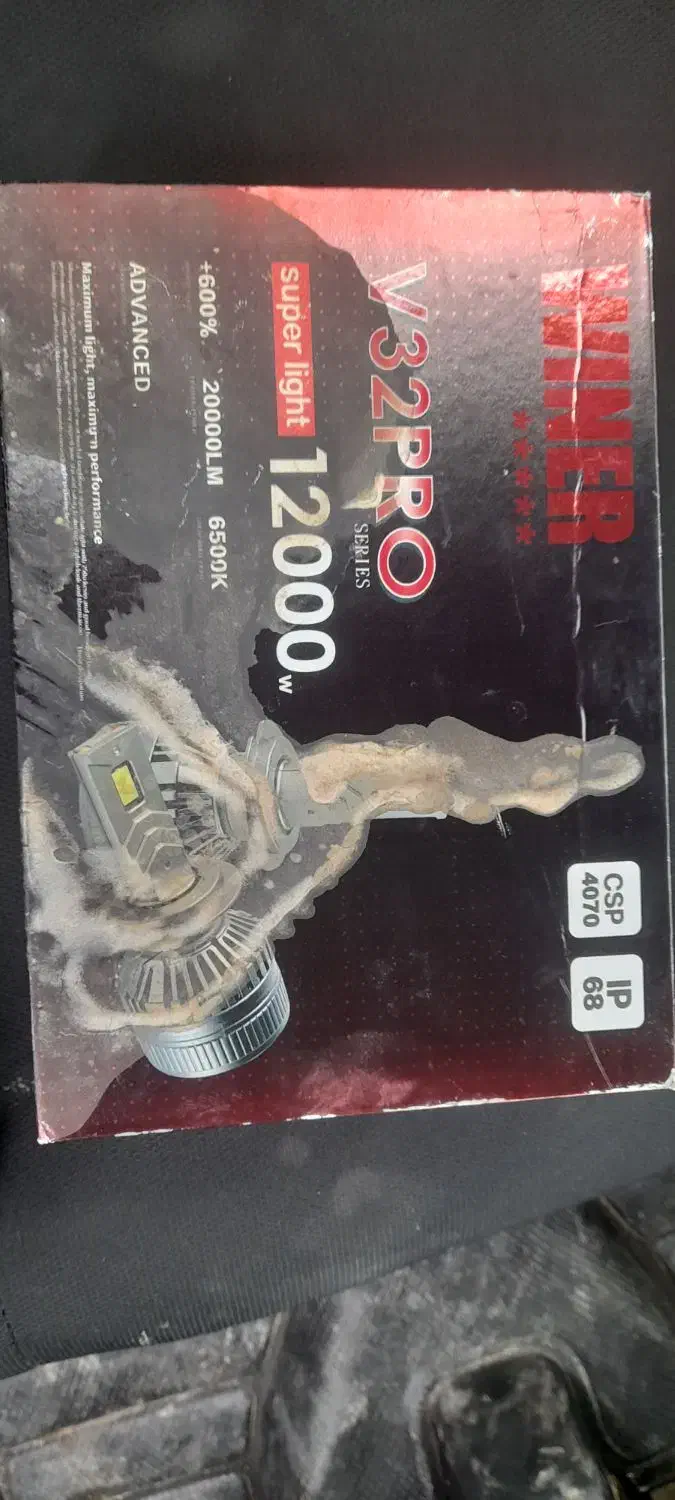 WINER
★★★★★
CSP
4070
IP
68
V32PRO
SERIES
super light 12000w
+600% 20000LM 6500K
ADVANCED
Maximum light, maximum performance